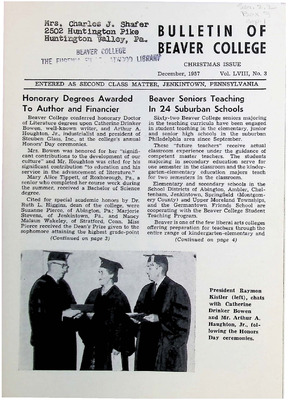 Mrs. Charles J. Shafer
2502 Huntington Pike
Huntington Valley, Pa.
BEAVER COLLEGE
THE EUGENIA LIBRARY
BULLETIN OF
BEAVER COLLEGE
CHRISTMAS ISSUE
December, 1957 Vol. LVIII, No. 3
ENTERED AS SECOND CLASS MATTER, JENKINTOWN, PENNSYLVANIA
Honorary Degrees Awarded
To Author and Financier
Beaver College conferred honorary Doctor
of Literature degrees upon Catherine Drinker
Bowen, well-known writer, and Arthur A.
Houghton, Jr., industrialist and president of
Steuben Glass, Inc., at the college's annual
Honors' Day ceremonies.
Mrs. Bowen was honored for her "signifi-
cant contributions to the development of our
culture" and Mr. Houghton was cited for his
significant contribution "to education and his
service in the advancement of literature."
Mary Alice Tippett, of Roxborough, Pa., a
senior who completed her course work during
the summer, received a Bachelor of Science
degree.
Cited for special academic honors by Dr.
Ruth L. Higgins, dean of the college, were
Suzanne Pierce, of Abington, Pa.; Marjorie
Stevens, of Jenkintown, Pa., and Nancy
Malson Wakeley, of Stratford, Conn. Miss
Pierce received the Dean's Prize given to the
sophomore attaining the highest grade-point
(Continued on page 3)
Beaver Seniors Teaching
In 24 Suburban Schools
Sixty-two Beaver College seniors majoring
in the teaching curricula have been engaged
in student teaching in the elementary, junior
and senior high schools in the suburban
Philadelphia area since September.
These "future teachers" receive actual
classroom experience under the guidance of
competent master teachers. The students
majoring in secondary education serve for
one semester in the classroom while the kinder-
garten-elementary education majors teach
for two semesters in the classroom.
Elementary and secondary schools in the
School Districts of Abington, Ambler, Chel-
tenham, Jenkintown, Springfield (Montgom-
ery County) and Upper Moreland Townships,
and the Germantown Friends School are
cooperating with the Beaver College Student
Teaching Program.
Beaver is one of the few liberal arts colleges
offering preparation for teachers through the
entire range of kindergarten-elementary and
(Continued on page 4)
President Raymon
Kistler (left), chats
with Catherine
Drinker Bowen
and Mr. Arthur A.
Houghton, Jr., fol-
lowing the Honors
Day ceremonies.